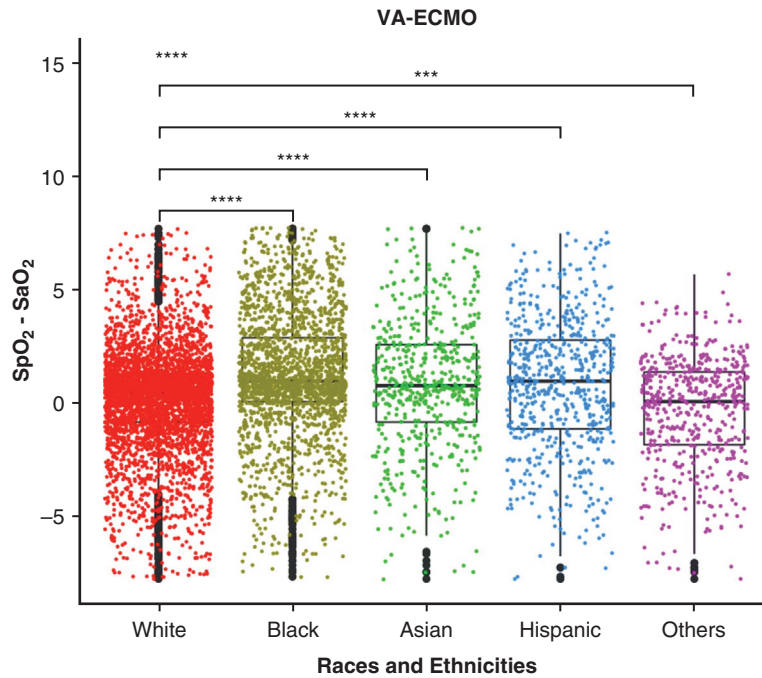 VA-ECMO
15
****
***
****
10
****
****
5
0
–5
SpO₂ - SaO₂
White Black Asian Hispanic Others
Races and Ethnicities